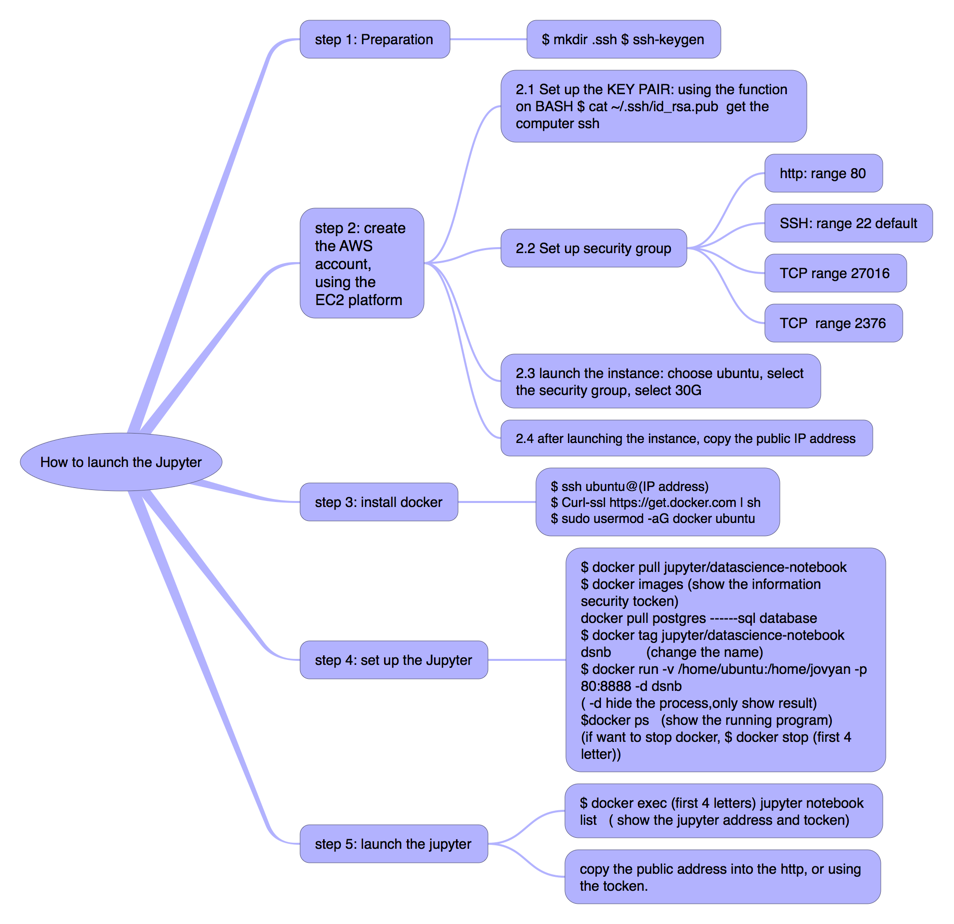 How to launch the Jupyter
step 1: Preparation
$ mkdir .ssh $ ssh-keygen
step 2: create
the AWS
account,
using the
EC2 platform
2.1 Set up the KEY PAIR: using the function
on BASH $ cat ~/.ssh/id_rsa.pub  get the
computer ssh
2.2 Set up security group
http: range 80
SSH: range 22 default
TCP range 27016
TCP  range 2376
2.3 launch the instance: choose ubuntu, select
the security group, select 30G
2.4 after launching the instance, copy the public IP address
step 3: install docker
$ ssh ubuntu@(IP address)
$ Curl-ssl https://get.docker.com | sh
$ sudo usermod -aG docker ubuntu
step 4: set up the Jupyter
$ docker pull jupyter/datascience-notebook
$ docker images (show the information
security tocken)
docker pull postgres ------sql database
$ docker tag jupyter/datascience-notebook
dsnb         (change the name)
$ docker run -v /home/ubuntu:/home/jovyan -p
80:8888 -d dsnb
( -d hide the process,only show result)
$docker ps   (show the running program)
(if want to stop docker, $ docker stop (first 4
letter))
step 5: launch the jupyter
$ docker exec (first 4 letters) jupyter notebook
list   ( show the jupyter address and tocken)
copy the public address into the http, or using
the tocken.